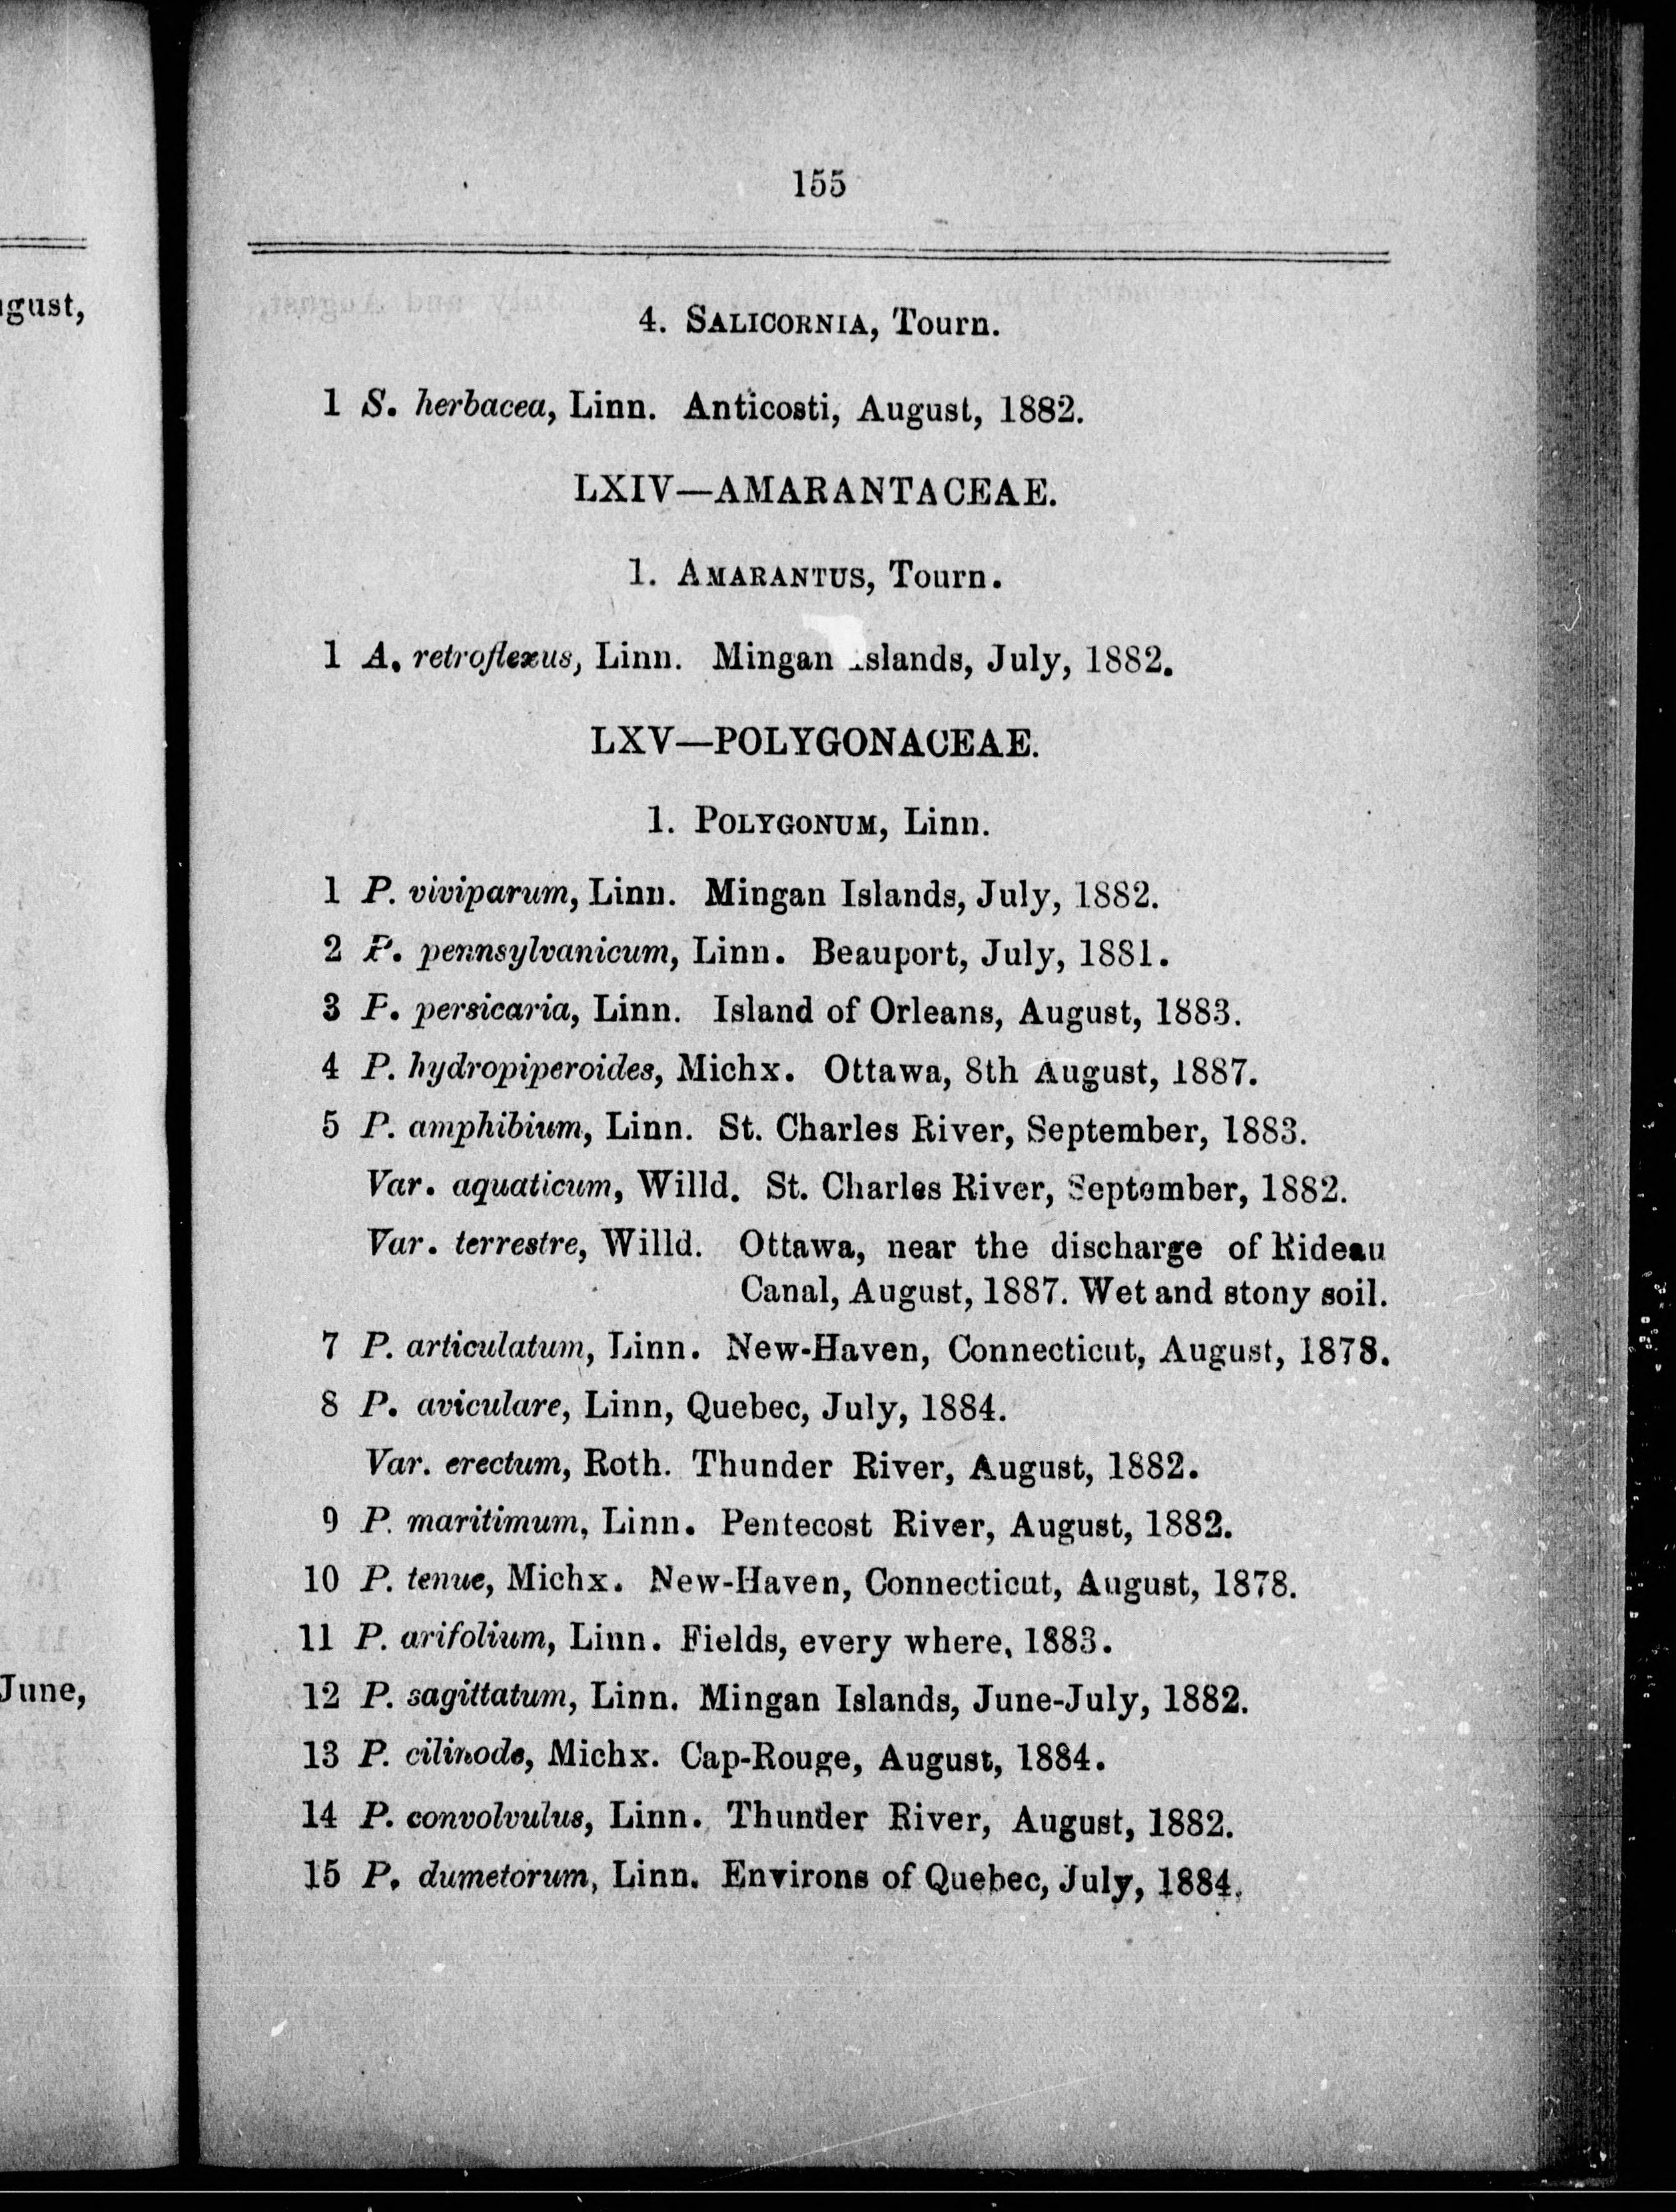 155
4. SALICORNIA, Tourn.
1 S. herbacea, Linn. Anticosti, August, 1882.
LXIV—AMARANTACEAE.
1. AMARANTUS, Tourn.
1 A. retroflexus, Linn. Mingan Islands, July, 1882.
LXV—POLYGONACEAE.
1. POLYGONUM, Linn.
1 P. viviparum, Linn. Mingan Islands, July, 1882.
2 P. pennsylvanicum, Linn. Beauport, July, 1881.
3 P. persicaria, Linn. Island of Orleans, August, 1883.
4 P. hydropiperoides, Michx. Ottawa, 8th August, 1887.
5 P. amphibium, Linn. St. Charles River, September, 1883.
Var. aquaticum, Willd. St. Charles River, September, 1882.
Var. terrestre, Willd. Ottawa, near the discharge of Rideau
Canal, August, 1887. Wet and stony soil.
7 P. articulatum, Linn. New-Haven, Connecticut, August, 1878.
8 P. aviculare, Linn, Quebec, July, 1884.
Var. erectum, Roth. Thunder River, August, 1882.
9 P. maritimum, Linn. Pentecost River, August, 1882.
10 P. tenue, Michx. New-Haven, Connecticut, August, 1878.
11 P. arifolium, Linn. Fields, every where, 1883.
12 P. sagittatum, Linn. Mingan Islands, June-July, 1882.
13 P. cilinode, Michx. Cap-Rouge, August, 1884.
14 P. convolvulus, Linn. Thunder River, August, 1882.
15 P. dumetorum, Linn. Environs of Quebec, July, 1884.
June,